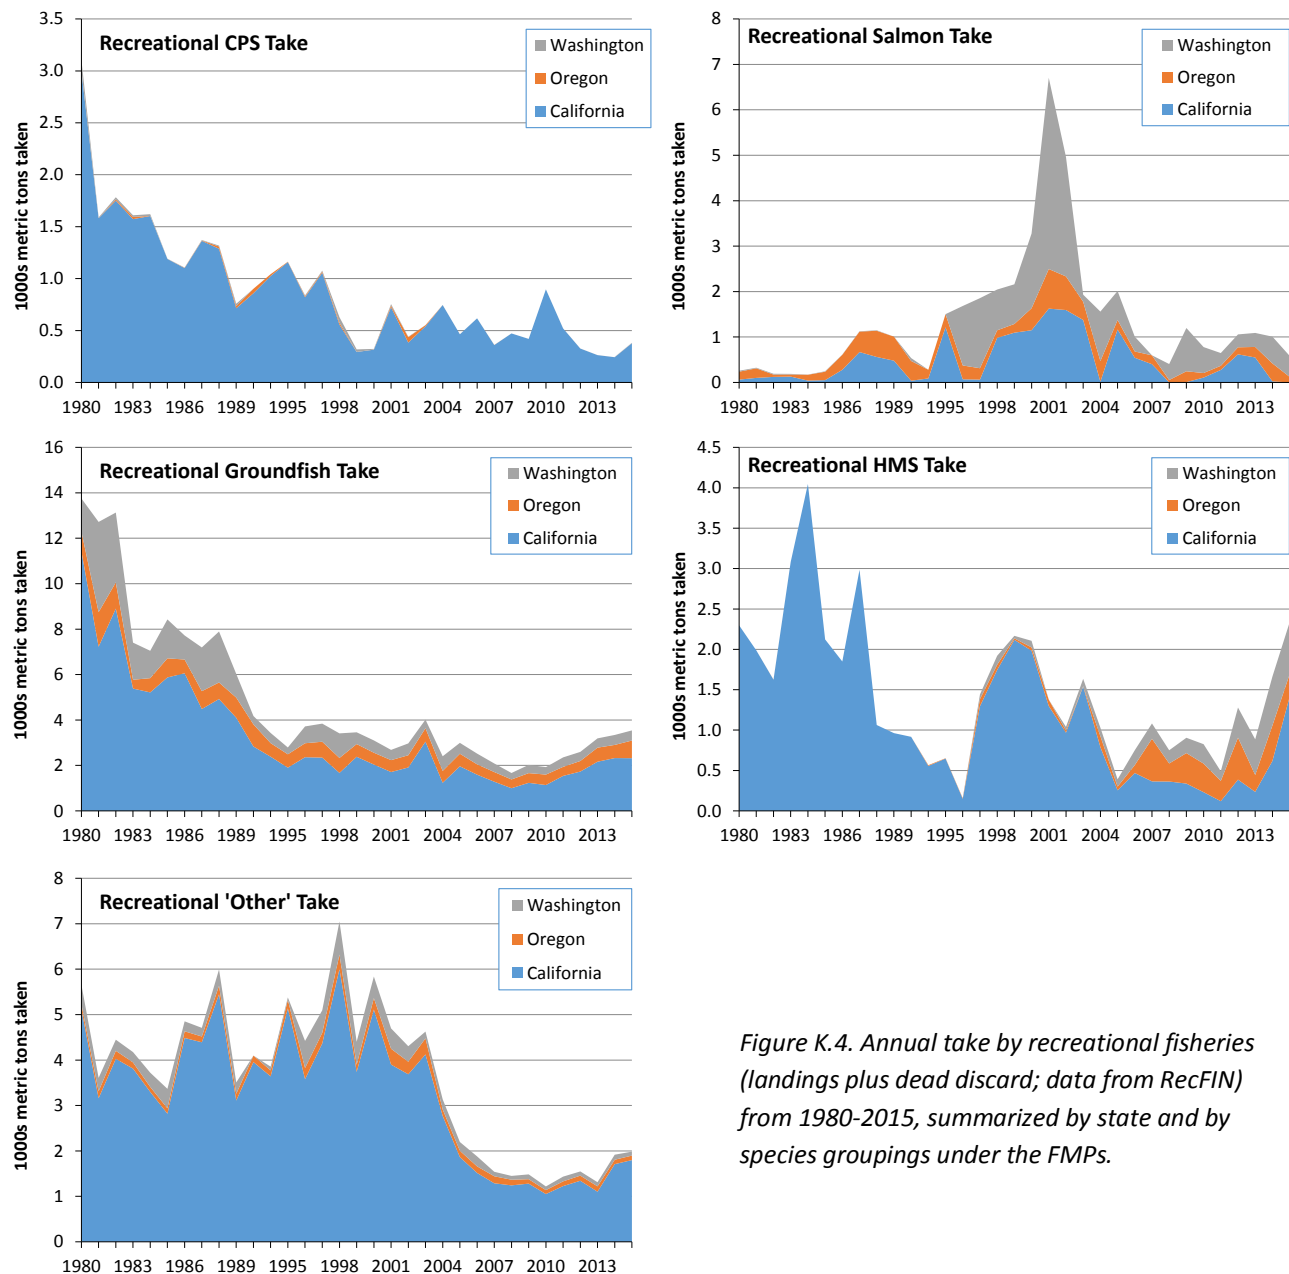 Recreational CPS Take
1000s metric tons taken
3.5
3.0
2.5
2.0
1.5
1.0
0.5
0.0
1980 1983 1986 1989 1995 1998 2001 2004 2007 2010 2013
Washington
Oregon
California
Recreational Salmon Take
1000s metric tons taken
8
7
6
5
4
3
2
1
0
1980 1983 1986 1989 1995 1998 2001 2004 2007 2010 2013
Washington
Oregon
California
Recreational Groundfish Take
1000s metric tons taken
16
14
12
10
8
6
4
2
0
1980 1983 1986 1989 1995 1998 2001 2004 2007 2010 2013
Washington
Oregon
California
Recreational HMS Take
1000s metric tons taken
4.5
4.0
3.5
3.0
2.5
2.0
1.5
1.0
0.5
0.0
1980 1983 1986 1989 1995 1998 2001 2004 2007 2010 2013
Washington
Oregon
California
Recreational 'Other' Take
1000s metric tons taken
8
7
6
5
4
3
2
1
0
1980 1983 1986 1989 1995 1998 2001 2004 2007 2010 2013
Washington
Oregon
California
Figure K.4. Annual take by recreational fisheries
(landings plus dead discard; data from RecFIN)
from 1980-2015, summarized by state and by
species groupings under the FMPs.